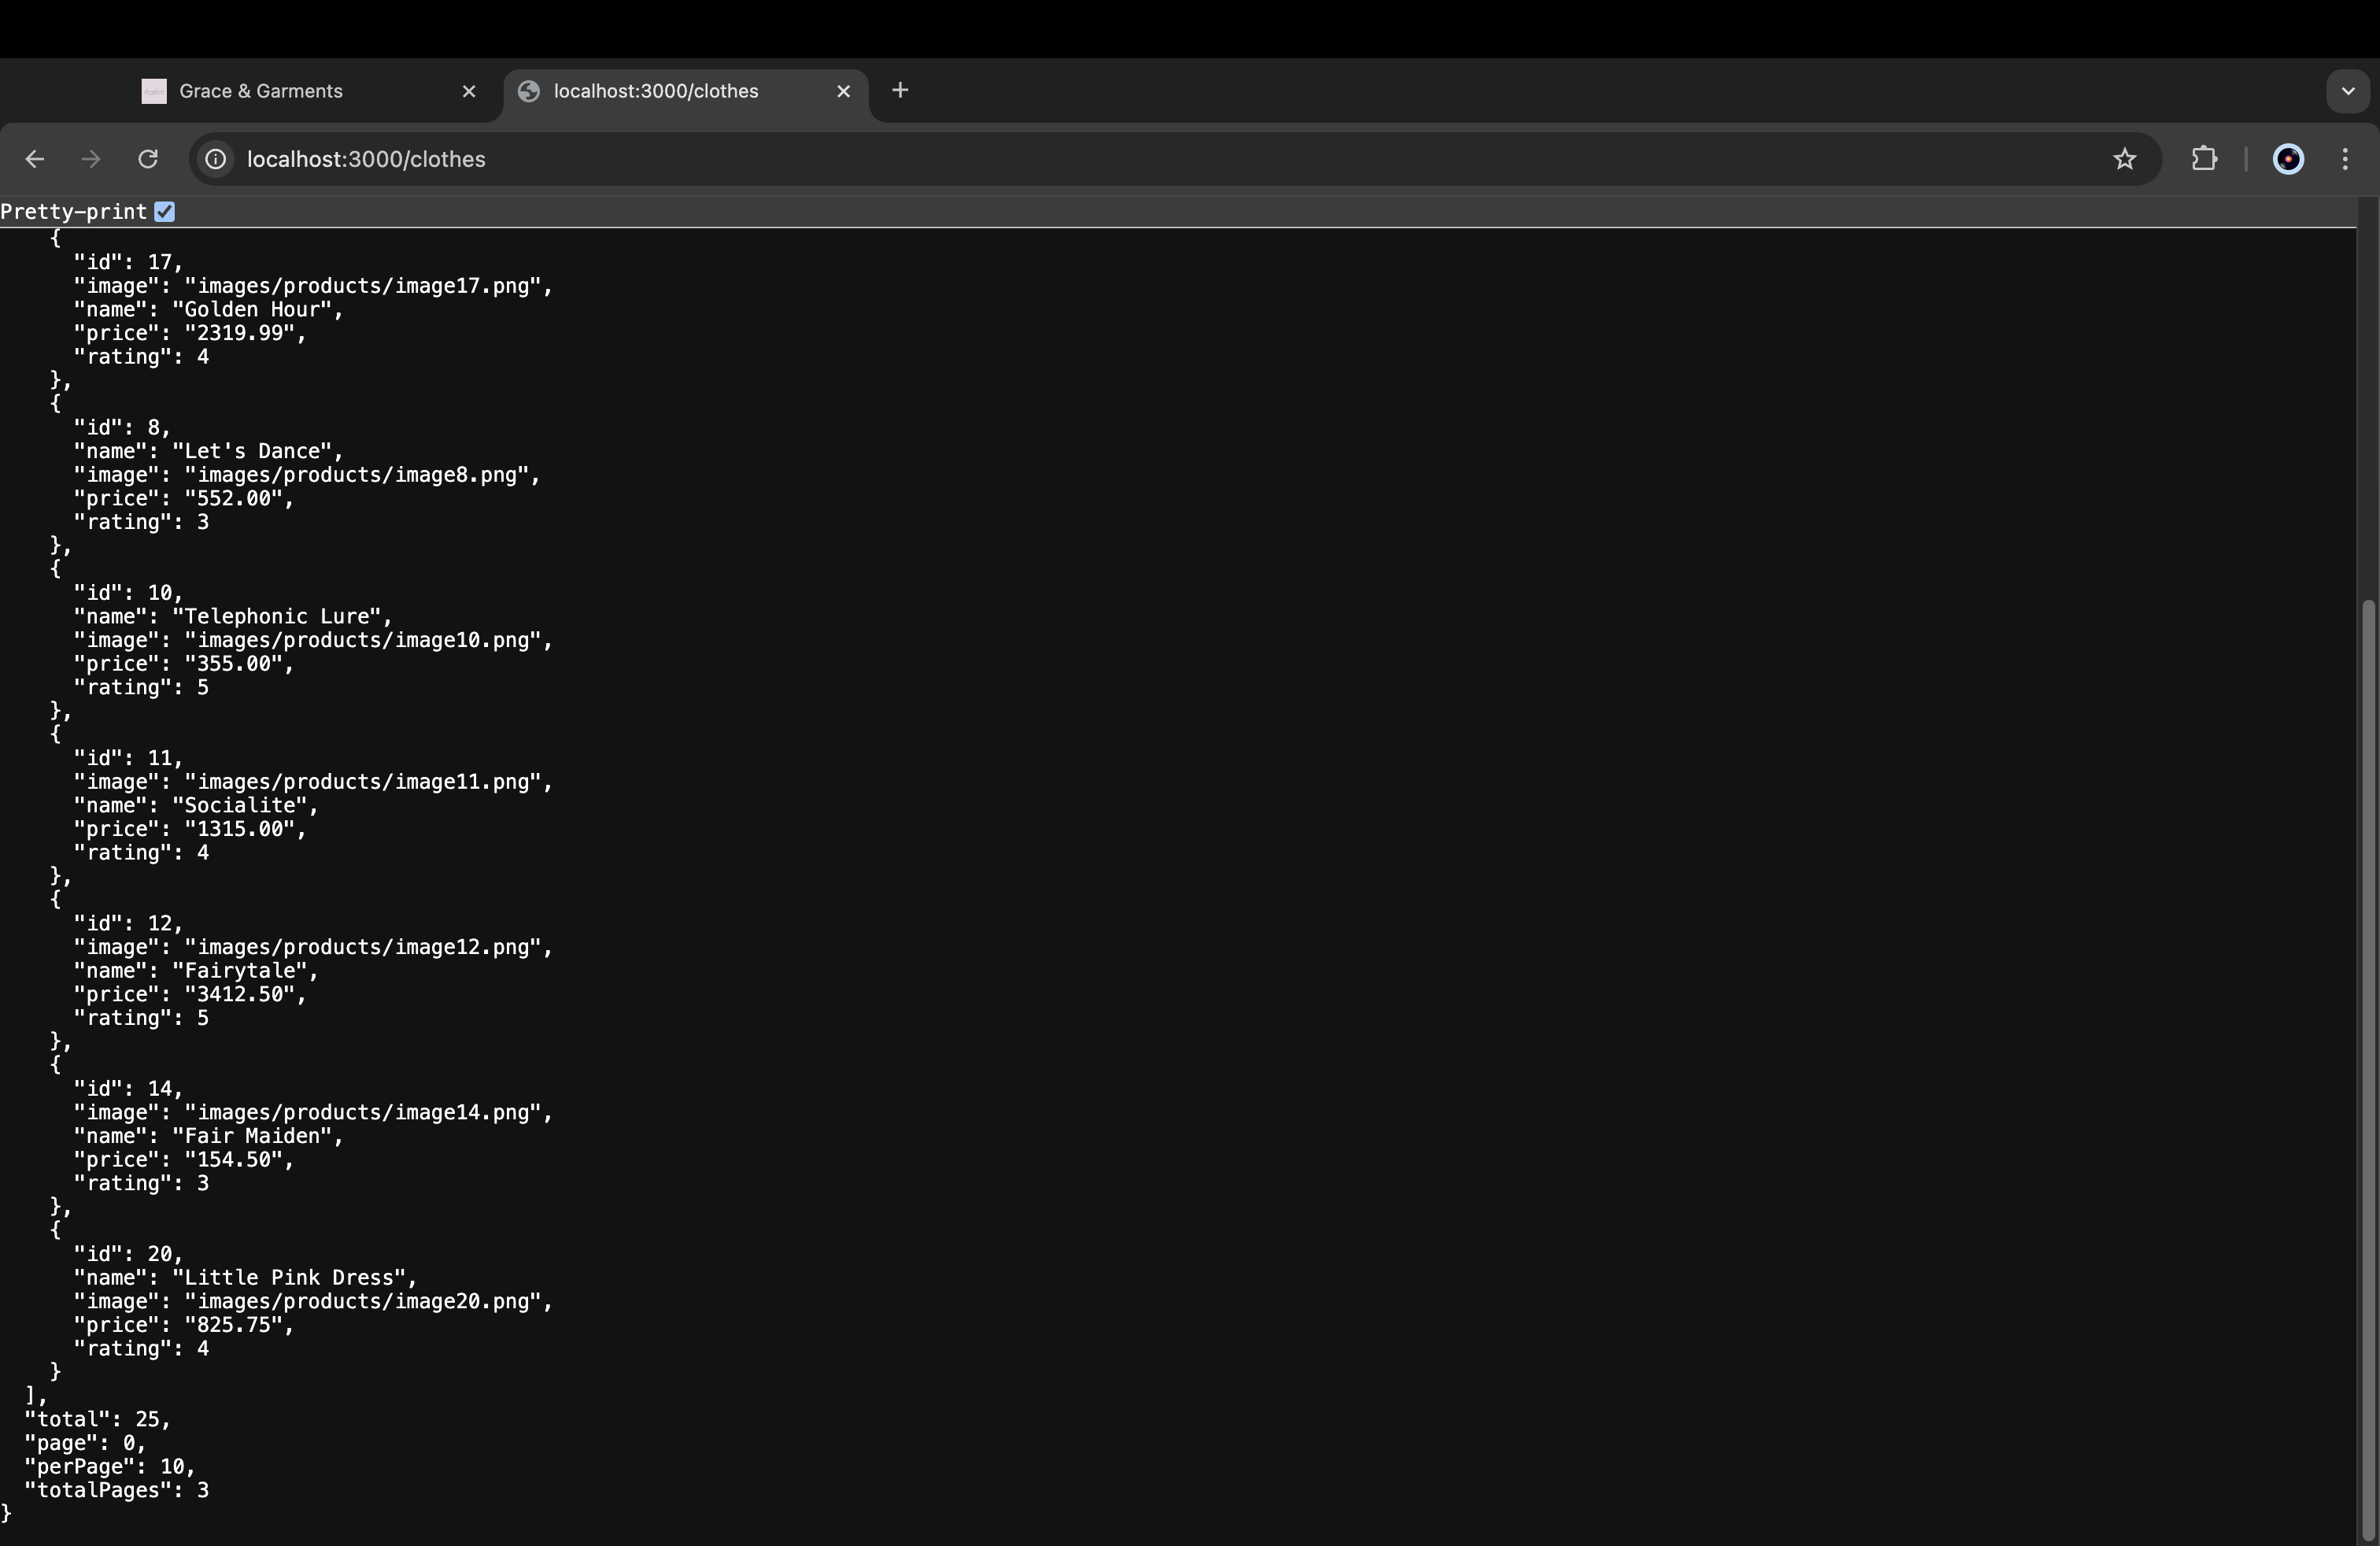 Grace & Garments
localhost:3000/clothes
localhost:3000/clothes
Pretty-print
{
"id": 17,
"image": "images/products/image17.png",
"name": "Golden Hour",
"price": "2319.99",
"rating": 4
},
{
"id": 8,
"name": "Let's Dance",
"image": "images/products/image8.png",
"price": "552.00",
"rating": 3
},
{
"id": 10,
"name": "Telephonic Lure",
"image": "images/products/image10.png",
"price": "355.00",
"rating": 5
},
{
"id": 11,
"image": "images/products/image11.png",
"name": "Socialite",
"price": "1315.00",
"rating": 4
},
{
"id": 12,
"image": "images/products/image12.png",
"name": "Fairytale",
"price": "3412.50",
"rating": 5
},
{
"id": 14,
"image": "images/products/image14.png",
"name": "Fair Maiden",
"price": "154.50",
"rating": 3
},
{
"id": 20,
"name": "Little Pink Dress",
"image": "images/products/image20.png",
"price": "825.75",
"rating": 4
}
],
"total": 25,
"page": 0,
"perPage": 10,
"totalPages": 3
}